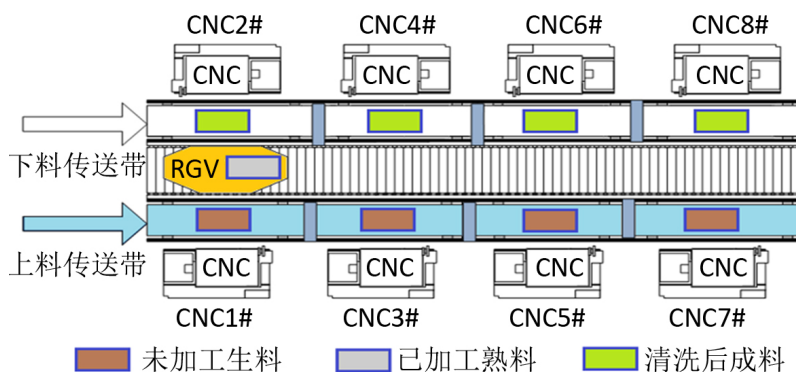 CNC2# CNC4# CNC6# CNC8#
CNC CNC CNC CNC
下料传送带
RGV
上料传送带
CNC CNC CNC CNC
CNC1# CNC3# CNC5# CNC7#
未加工生料 已加工熟料 清洗后成料